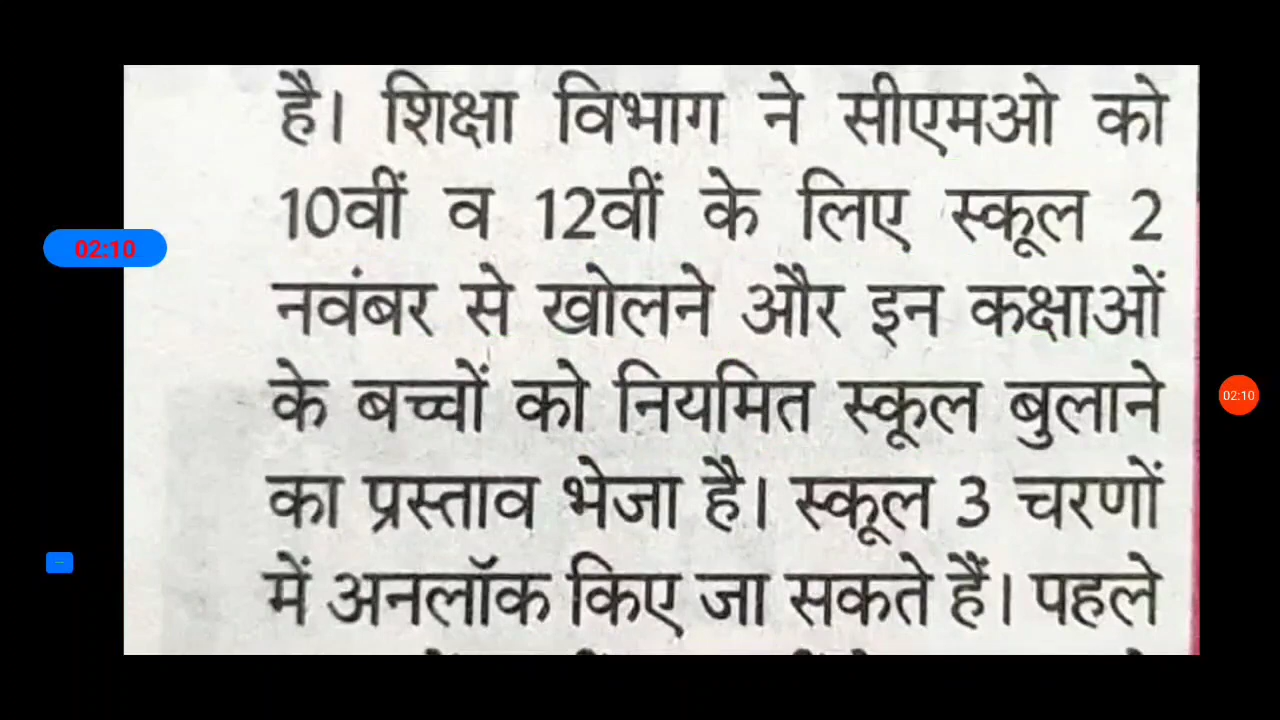 है। शिक्षा विभाग ने सीएमओ को
10वीं व 12वीं के लिए स्कूल 2
02:10
नवंबर से खोलने और इन कक्षाओं
के बच्चों को नियमित स्कूल बुलाने
02:10
का प्रस्ताव भेजा है। स्कूल 3 चरणों
में अनलॉक किए जा सकते हैं। पहले